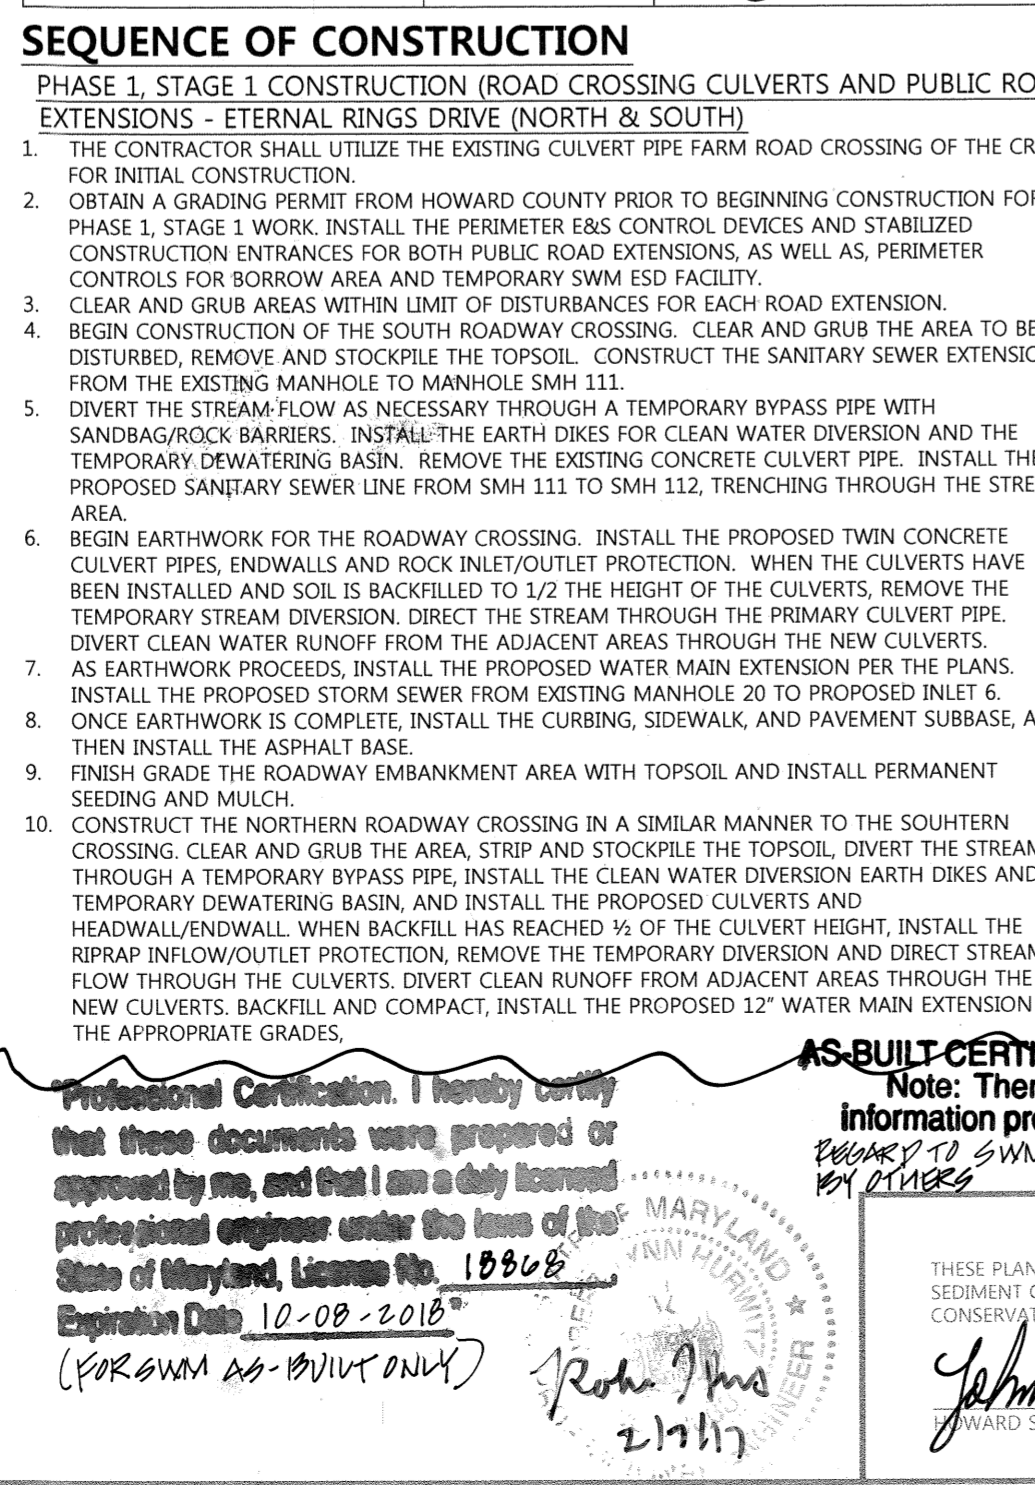 SEQUENCE OF CONSTRUCTION
PHASE 1, STAGE 1 CONSTRUCTION (ROAD CROSSING CULVERTS AND PUBLIC RO
EXTENSIONS - ETERNAL RINGS DRIVE (NORTH & SOUTH)
1. THE CONTRACTOR SHALL UTILIZE THE EXISTING CULVERT PIPE FARM ROAD CROSSING OF THE CR
FOR INITIAL CONSTRUCTION.
2. OBTAIN A GRADING PERMIT FROM HOWARD COUNTY PRIOR TO BEGINNING CONSTRUCTION FOR
PHASE 1, STAGE 1 WORK. INSTALL THE PERIMETER E&S CONTROL DEVICES AND STABILIZED
CONSTRUCTION ENTRANCES FOR BOTH PUBLIC ROAD EXTENSIONS, AS WELL AS, PERIMETER
CONTROLS FOR BORROW AREA AND TEMPORARY SWM ESD FACILITY.
3. CLEAR AND GRUB AREAS WITHIN LIMIT OF DISTURBANCES FOR EACH ROAD EXTENSION.
4. BEGIN CONSTRUCTION OF THE SOUTH ROADWAY CROSSING. CLEAR AND GRUB THE AREA TO BE
DISTURBED, REMOVE AND STOCKPILE THE TOPSOIL. CONSTRUCT THE SANITARY SEWER EXTENSIO
FROM THE EXISTING MANHOLE TO MANHOLE SMH 111.
5. DIVERT THE STREAM FLOW AS NECESSARY THROUGH A TEMPORARY BYPASS PIPE WITH
SANDBAG/ROCK BARRIERS. INSTALL THE EARTH DIKES FOR CLEAN WATER DIVERSION AND THE
TEMPORARY DEWATERING BASIN. REMOVE THE EXISTING CONCRETE CULVERT PIPE. INSTALL THE
PROPOSED SANITARY SEWER LINE FROM SMH 111 TO SMH 112, TRENCHING THROUGH THE STRE
AREA.
6. BEGIN EARTHWORK FOR THE ROADWAY CROSSING. INSTALL THE PROPOSED TWIN CONCRETE
CULVERT PIPES, ENDWALLS AND ROCK INLET/OUTLET PROTECTION. WHEN THE CULVERTS HAVE
BEEN INSTALLED AND SOIL IS BACKFILLED TO 1/2 THE HEIGHT OF THE CULVERTS, REMOVE THE
TEMPORARY STREAM DIVERSION. DIRECT THE STREAM THROUGH THE PRIMARY CULVERT PIPE.
DIVERT CLEAN WATER RUNOFF FROM THE ADJACENT AREAS THROUGH THE NEW CULVERTS.
7. AS EARTHWORK PROCEEDS, INSTALL THE PROPOSED WATER MAIN EXTENSION PER THE PLANS.
INSTALL THE PROPOSED STORM SEWER FROM EXISTING MANHOLE 20 TO PROPOSED INLET 6.
8. ONCE EARTHWORK IS COMPLETE, INSTALL THE CURBING, SIDEWALK, AND PAVEMENT SUBBASE, A
THEN INSTALL THE ASPHALT BASE.
9. FINISH GRADE THE ROADWAY EMBANKMENT AREA WITH TOPSOIL AND INSTALL PERMANENT
SEEDING AND MULCH.
10. CONSTRUCT THE NORTHERN ROADWAY CROSSING IN A SIMILAR MANNER TO THE SOUHTERN
CROSSING. CLEAR AND GRUB THE AREA, STRIP AND STOCKPILE THE TOPSOIL, DIVERT THE STREAM
THROUGH A TEMPORARY BYPASS PIPE, INSTALL THE CLEAN WATER DIVERSION EARTH DIKES AND
TEMPORARY DEWATERING BASIN, AND INSTALL THE PROPOSED CULVERTS AND
HEADWALL/ENDWALL. WHEN BACKFILL HAS REACHED ½ OF THE CULVERT HEIGHT, INSTALL THE
RIPRAP INFLOW/OUTLET PROTECTION, REMOVE THE TEMPORARY DIVERSION AND DIRECT STREAM
FLOW THROUGH THE CULVERTS. DIVERT CLEAN RUNOFF FROM ADJACENT AREAS THROUGH THE
NEW CULVERTS. BACKFILL AND COMPACT, INSTALL THE PROPOSED 12" WATER MAIN EXTENSION
THE APPROPRIATE GRADES,
AS-BUILT CERTI
Note: Ther
information pr
REGARD TO SWM
BY OTHERS
"Professional Certification. I hereby certify
that these documents were prepared or
approved by me, and that I am a duly licensed
professional engineer under the laws of the
State of Maryland, License No. 18868
Expiration Date 10-08-2018"
(FOR SWM AS-BUILT ONLY)
OF MARYLAND
LYNN HURWITZ
ENGINEER
2/7/17
THESE PLAN
SEDIMENT C
CONSERVAT
John
HOWARD S